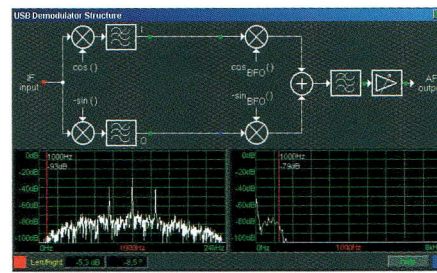 USB Demodulator Structure
I
IF
input
cos ()
cos BFO ()
-sin ()
-sin BFO ()
AF
output
Q
0dB
1000Hz
-93dB
-20dB
-40dB
-60dB
-80dB
-100dB
0Hz
24kHz
0dB
1000Hz
-79dB
-20dB
-40dB
-60dB
-80dB
-100dB
0Hz
1000Hz
Left/Right
-5,3 dB
-8,5 °